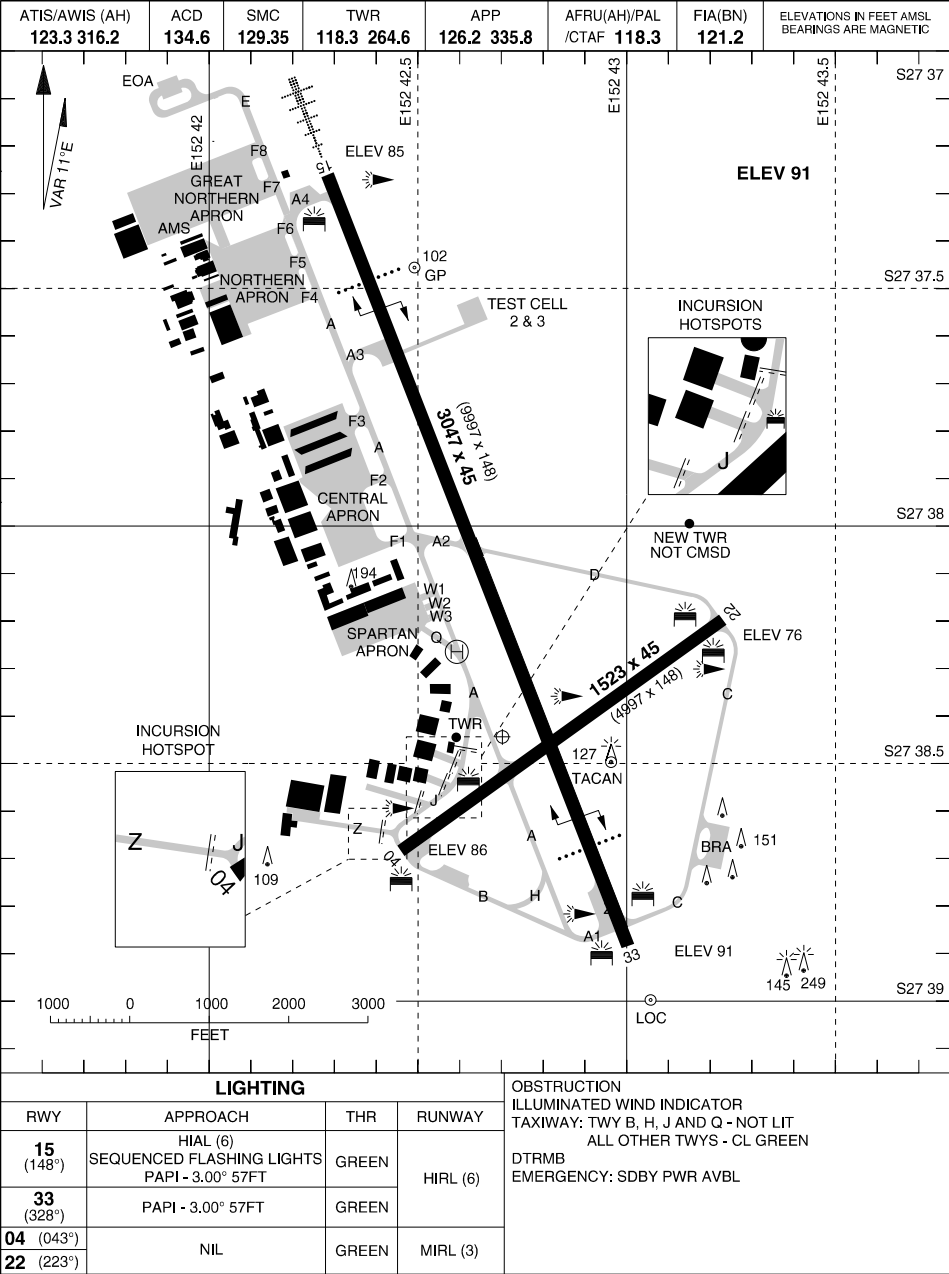 ATIS/AWIS (AH)
123.3 316.2
ACD
134.6
SMC
129.35
TWR
118.3 264.6
APP
126.2 335.8
AFRU(AH)/PAL
/CTAF 118.3
FIA(BN)
121.2
ELEVATIONS IN FEET AMSL
BEARINGS ARE MAGNETIC
VAR 11°E
EOA
E
E152 42
E152 42.5
E152 43
E152 43.5
S27 37
F8
15
ELEV 85
ELEV 91
GREAT
NORTHERN
APRON
F7
A4
AMS
F6
F5
102
GP
S27 37.5
NORTHERN
APRON
F4
A
TEST CELL
2 & 3
INCURSION
HOTSPOTS
A3
3047 x 45
(9997 x 148)
F3
A
J
F2
CENTRAL
APRON
S27 38
F1
A2
NEW TWR
NOT CMSD
D
194
W1
W2
W3
22
SPARTAN
APRON
Q
H
ELEV 76
1523 x 45
(4997 x 148)
A
C
INCURSION
HOTSPOT
TWR
127
TACAN
S27 38.5
J
Z
A
Z
J
04
04
ELEV 86
BRA
151
109
B
H
C
A1
33
ELEV 91
145
249
S27 39
1000
0
1000
2000
3000
FEET
LOC
LIGHTING
RWY
APPROACH
THR
RUNWAY
15
(148°)
HIAL (6)
SEQUENCED FLASHING LIGHTS
PAPI - 3.00° 57FT
GREEN
HIRL (6)
33
(328°)
PAPI - 3.00° 57FT
GREEN
04 (043°)
22 (223°)
NIL
GREEN
MIRL (3)
OBSTRUCTION
ILLUMINATED WIND INDICATOR
TAXIWAY: TWY B, H, J AND Q - NOT LIT
ALL OTHER TWYS - CL GREEN
DTRMB
EMERGENCY: SDBY PWR AVBL